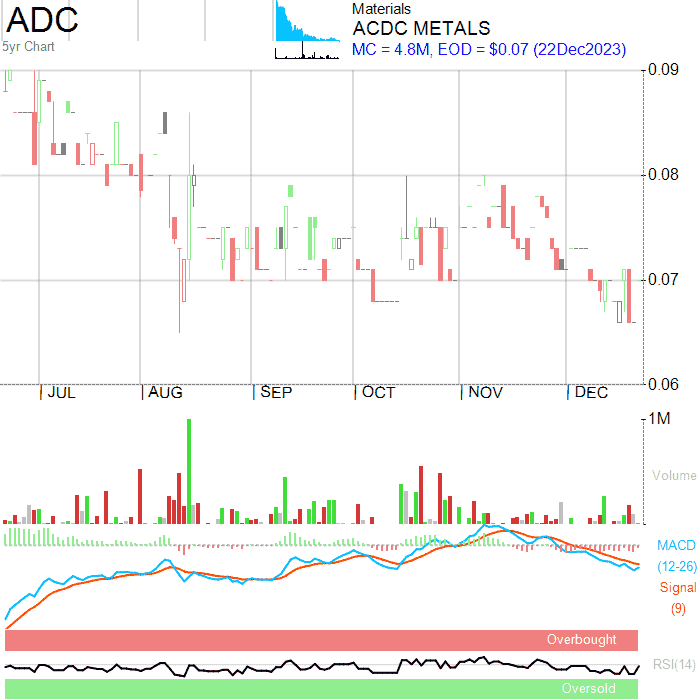 ADC
5yr Chart
Materials
ACDC METALS
MC = 4.8M, EOD = $0.07 (22Dec2023)
0.09
0.08
0.07
0.06
JUL AUG SEP OCT NOV DEC
1M
Volume
MACD
(12-26)
Signal
(9)
Overbought
RSI(14)
Oversold